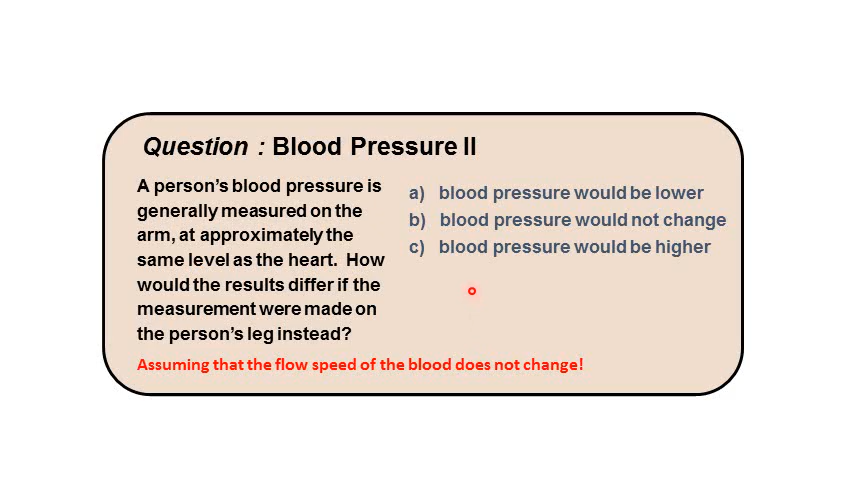 Question : Blood Pressure II
A person's blood pressure is
generally measured on the
arm, at approximately the
same level as the heart. How
would the results differ if the
measurement were made on
the person's leg instead?
a) blood pressure would be lower
b) blood pressure would not change
c) blood pressure would be higher
Assuming that the flow speed of the blood does not change!